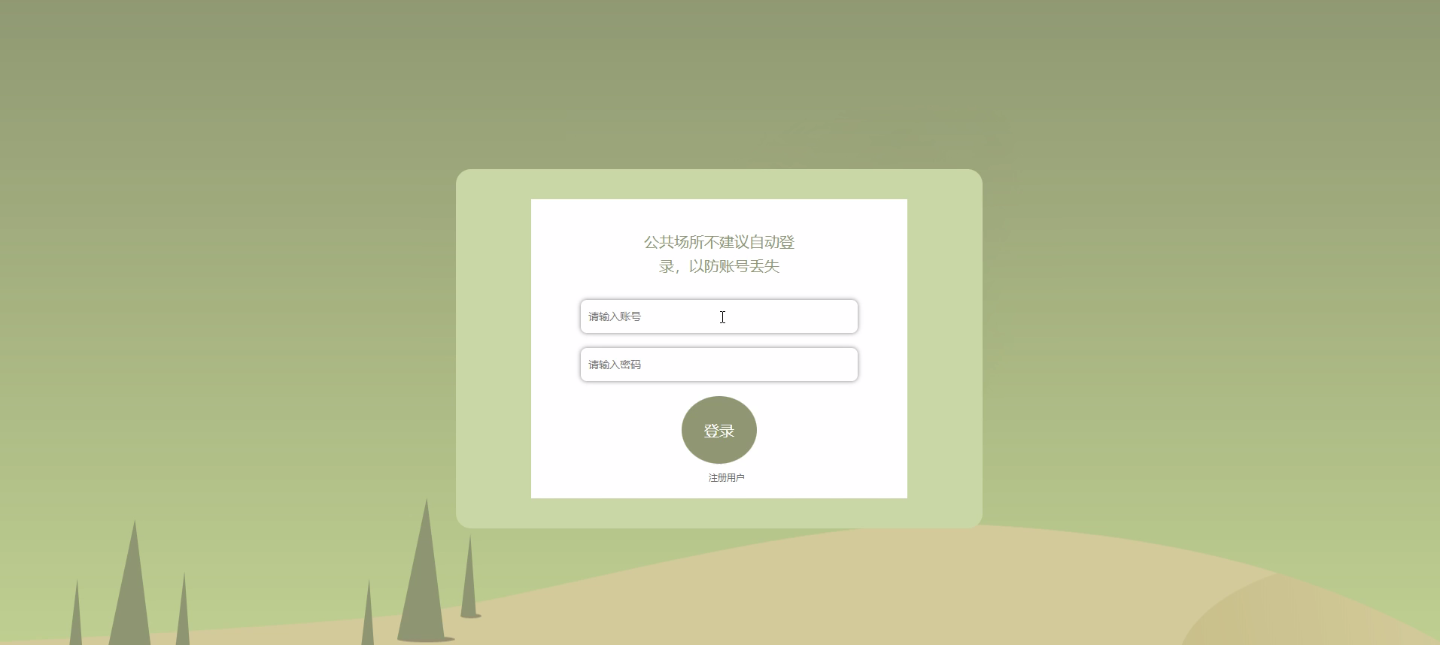 公共场所不建议自动登
录，以防账号丢失
请输入账号
请输入密码
登录
注册用户